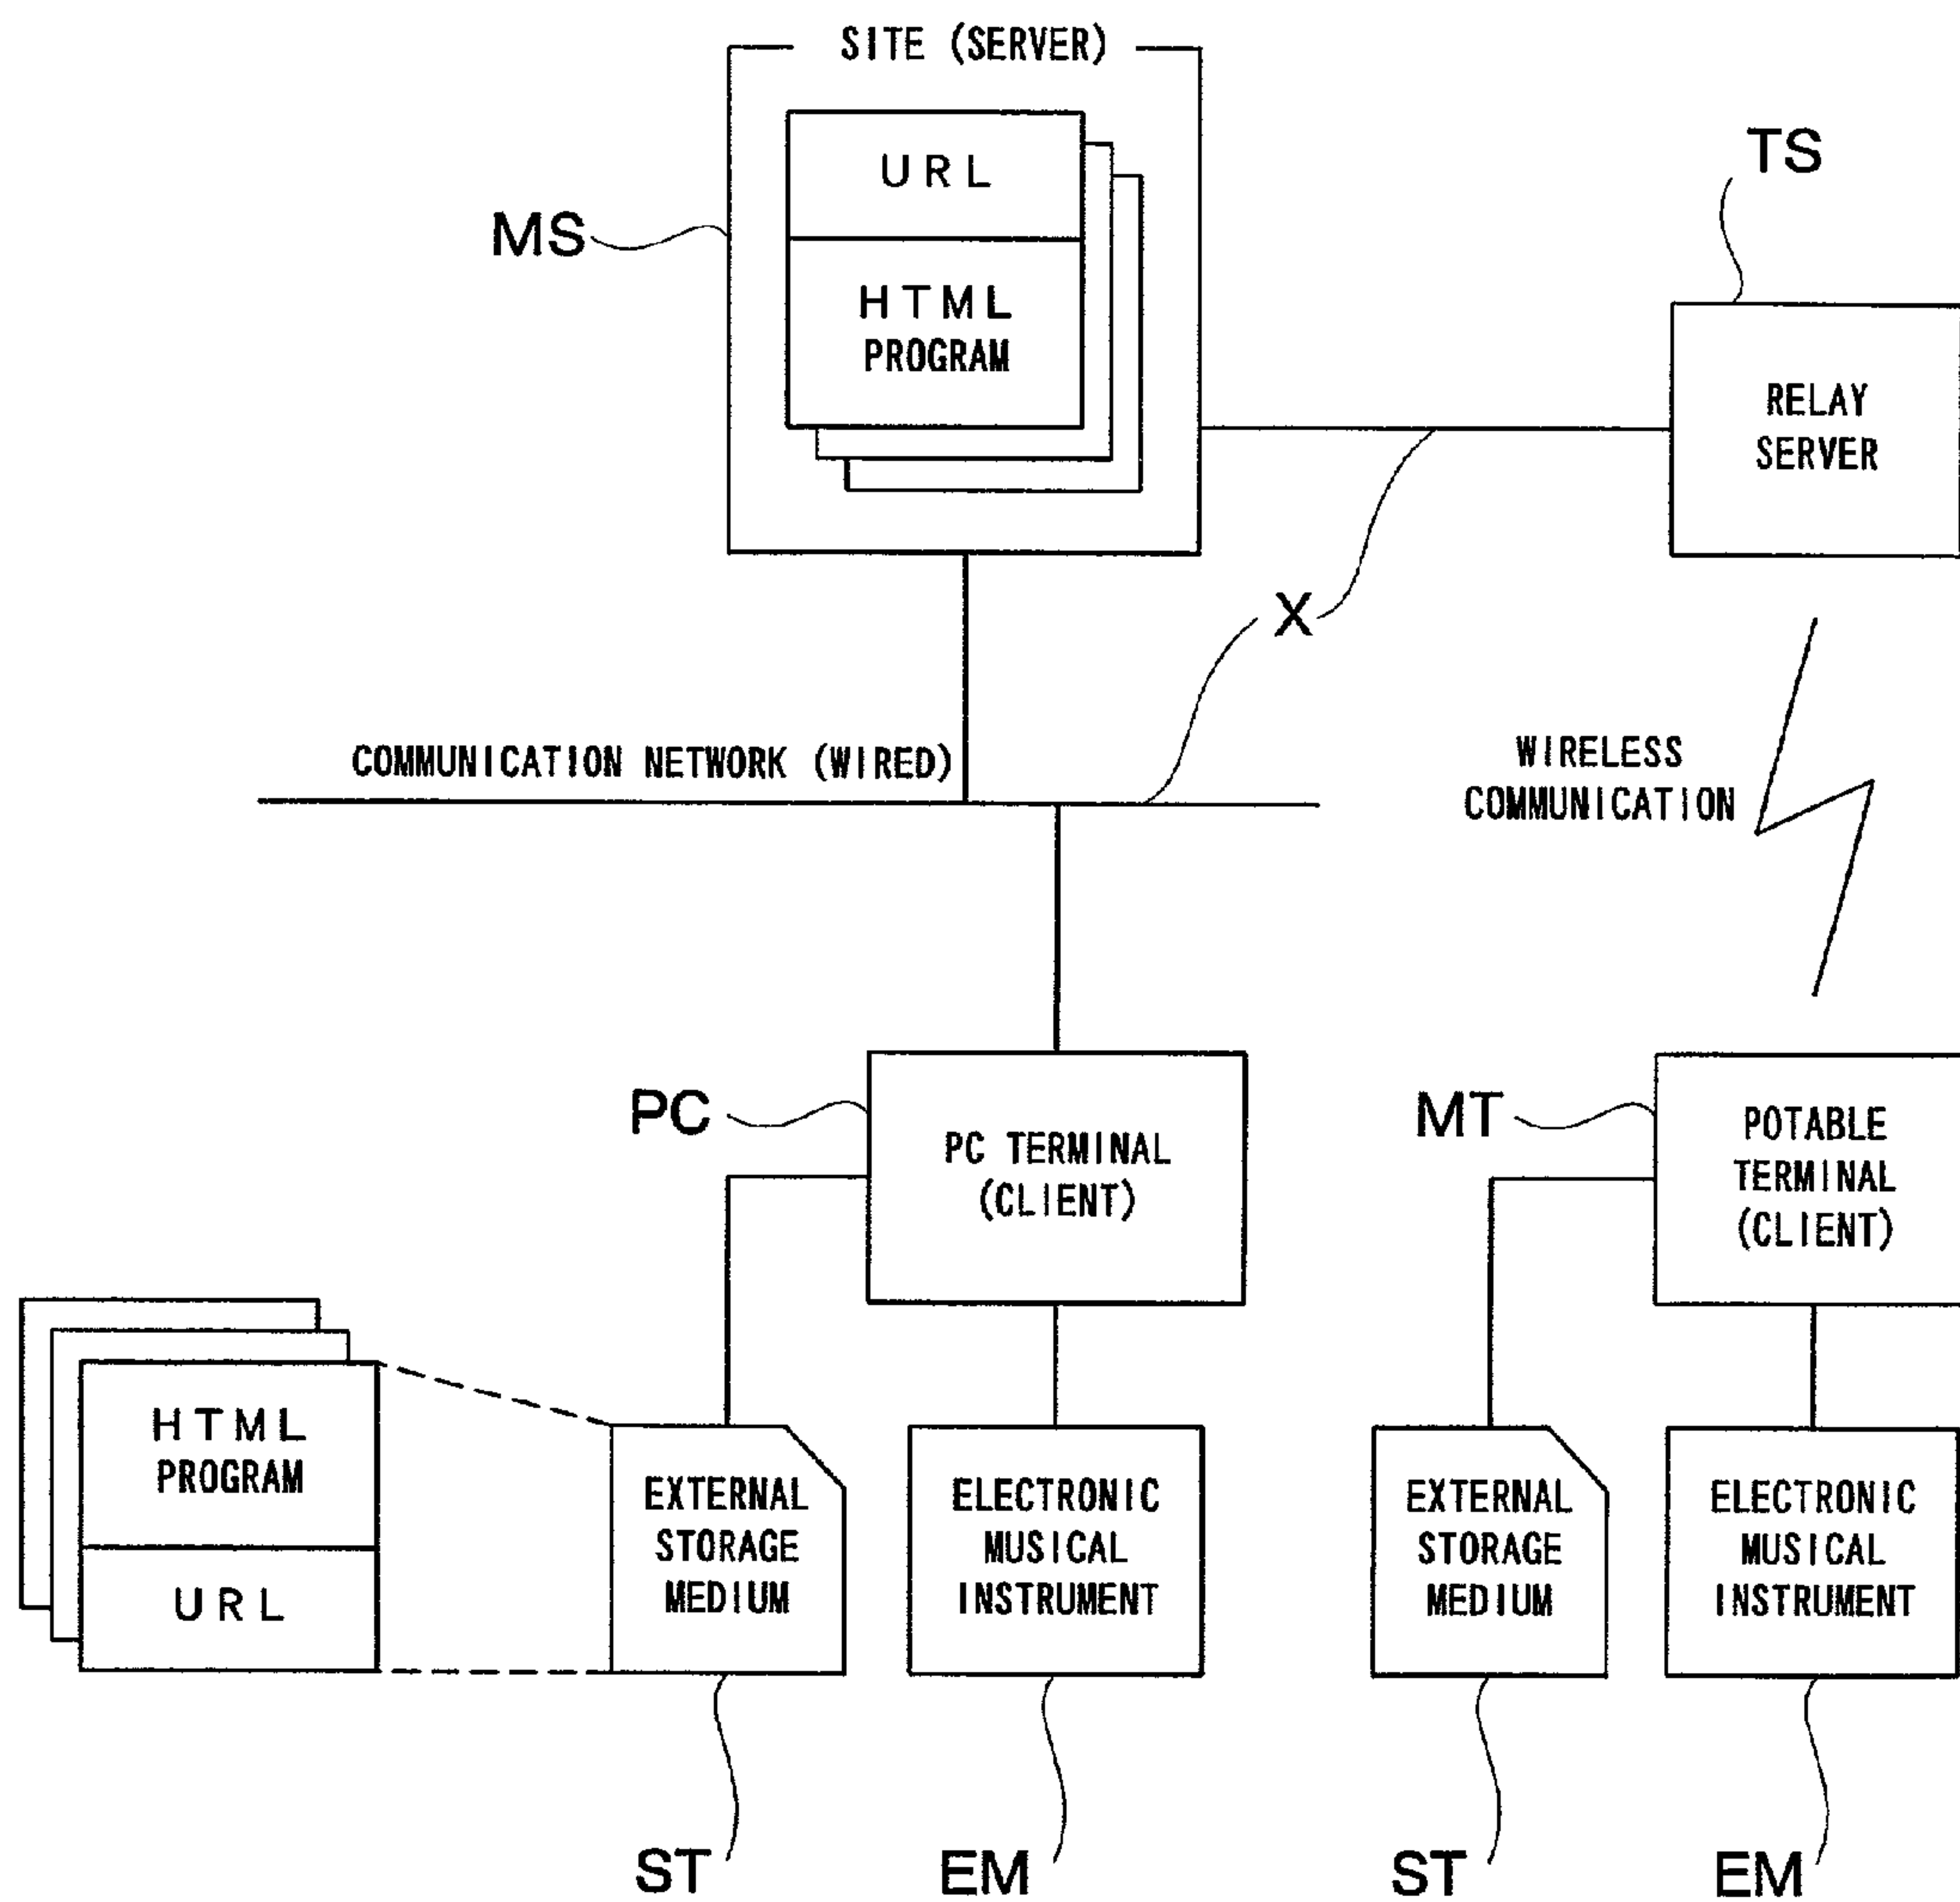 SITE (SERVER)
TS
URL
MS
HTML
PROGRAM
RELAY
SERVER
X
COMMUNICATION NETWORK (WIRED)
WIRELESS
COMMUNICATION
PC
PC TERMINAL
(CLIENT)
MT
POTABLE
TERMINAL
(CLIENT)
HTML
PROGRAM
URL
EXTERNAL
STORAGE
MEDIUM
ELECTRONIC
MUSICAL
INSTRUMENT
EXTERNAL
STORAGE
MEDIUM
ELECTRONIC
MUSICAL
INSTRUMENT
ST
EM
ST
EM